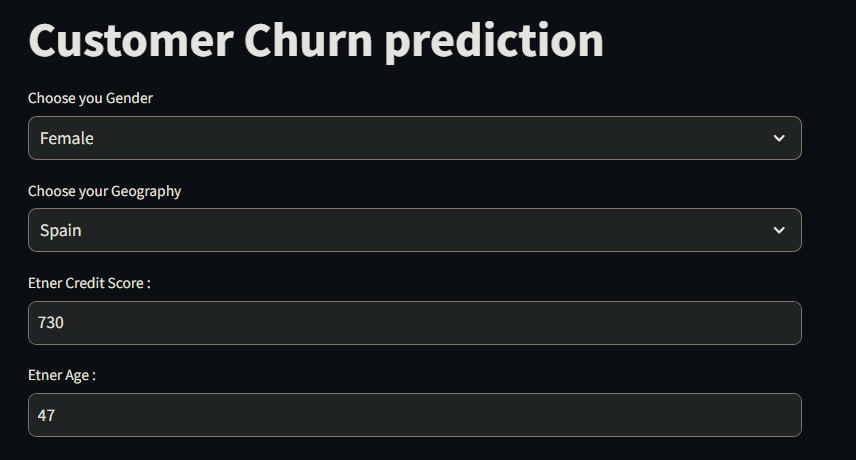 Customer Churn prediction
Choose you Gender
Female
Choose your Geography
Spain
Etner Credit Score :
730
Etner Age :
47